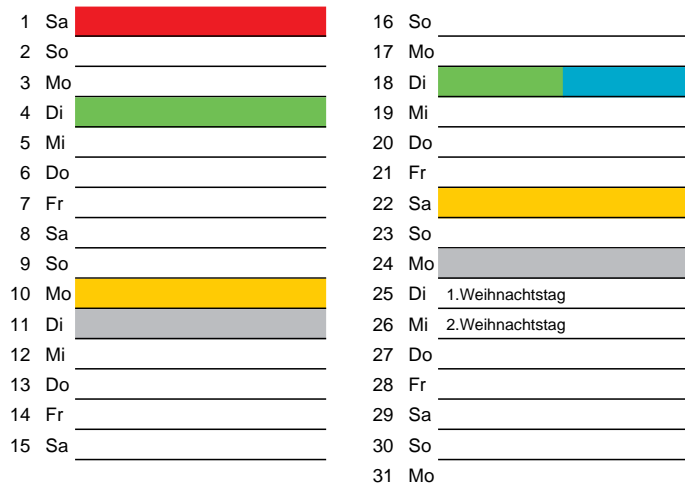 1 Sa
2 So
3 Mo
4 Di
5 Mi
6 Do
7 Fr
8 Sa
9 So
10 Mo
11 Di
12 Mi
13 Do
14 Fr
15 Sa
16 So
17 Mo
18 Di
19 Mi
20 Do
21 Fr
22 Sa
23 So
24 Mo
25 Di 1.Weihnachtstag
26 Mi 2.Weihnachtstag
27 Do
28 Fr
29 Sa
30 So
31 Mo